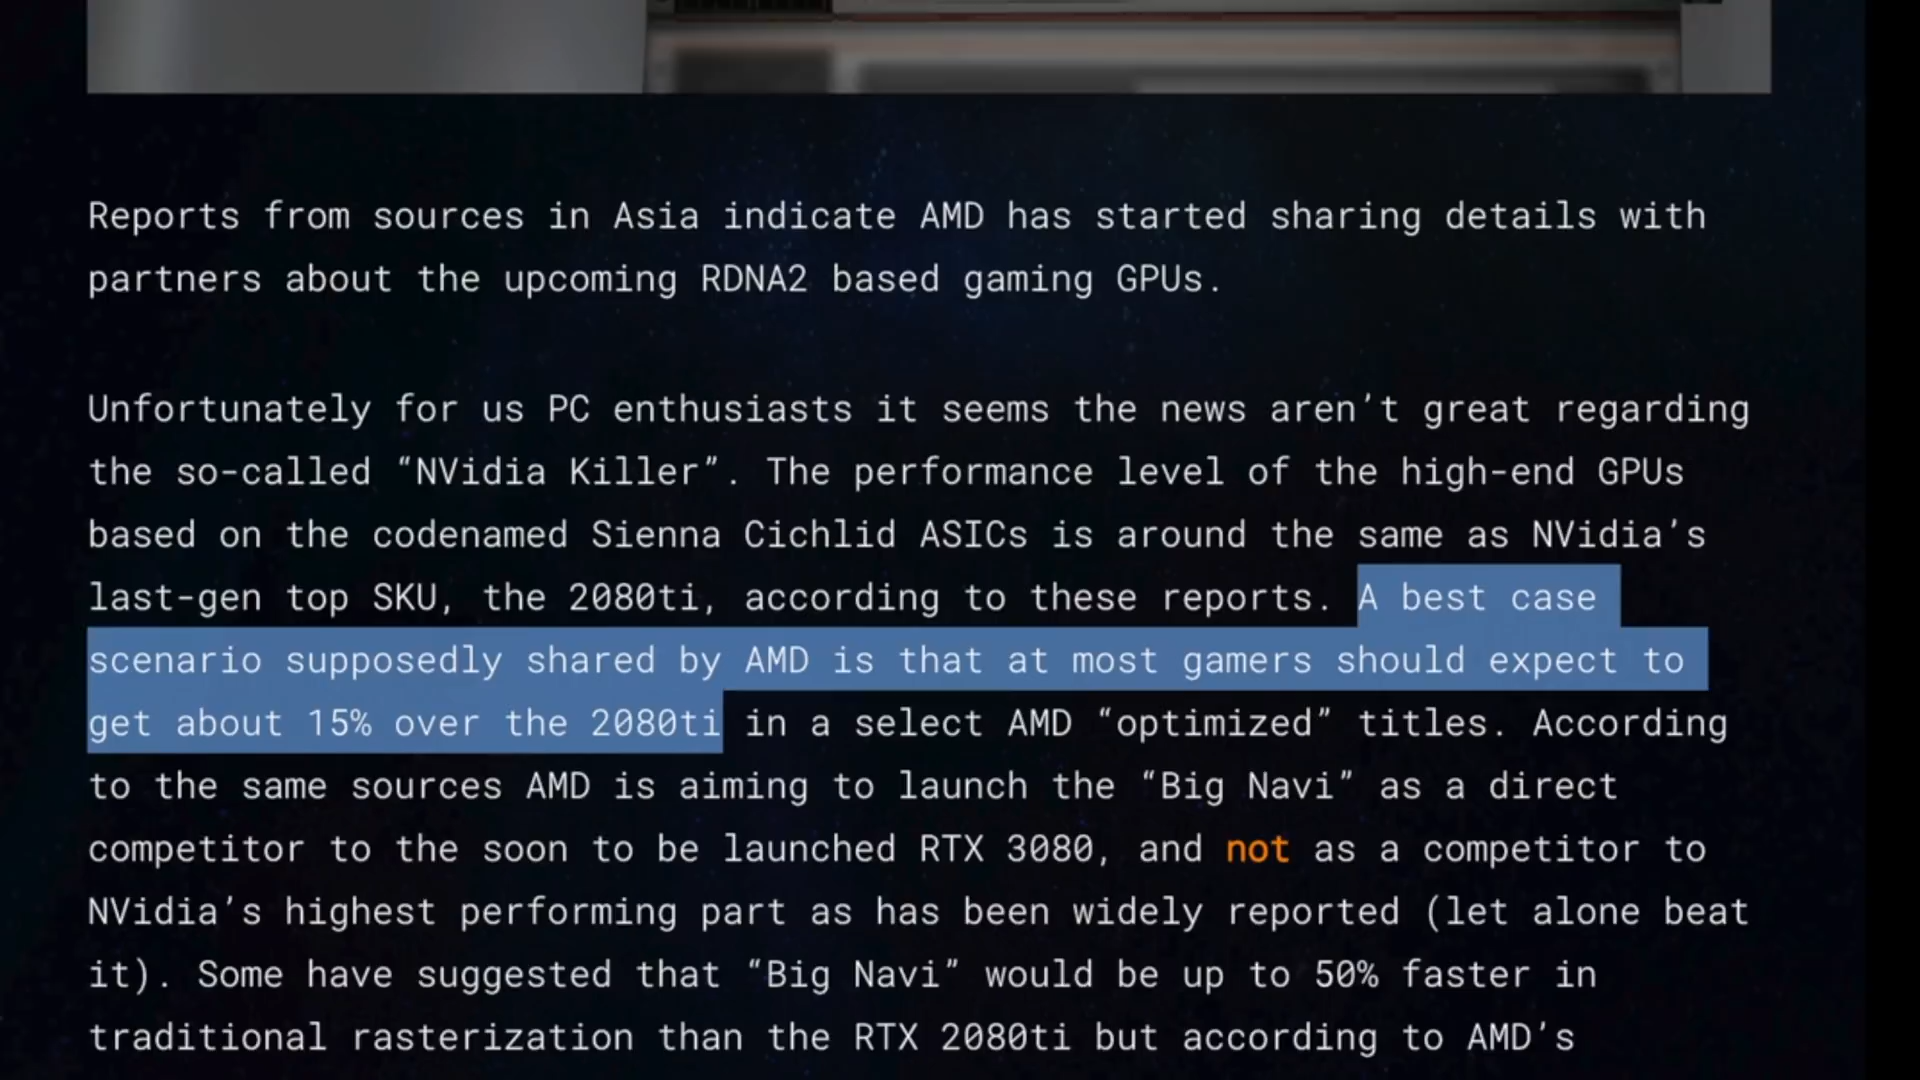 Reports from sources in Asia indicate AMD has started sharing details with
partners about the upcoming RDNA2 based gaming GPUs.
Unfortunately for us PC enthusiasts it seems the news aren’t great regarding
the so-called “NVidia Killer”. The performance level of the high-end GPUs
based on the codenamed Sienna Cichlid ASICs is around the same as NVidia’s
last-gen top SKU, the 2080ti, according to these reports. A best case
scenario supposedly shared by AMD is that at most gamers should expect to
get about 15% over the 2080ti in a select AMD “optimized” titles. According
to the same sources AMD is aiming to launch the “Big Navi” as a direct
competitor to the soon to be launched RTX 3080, and not as a competitor to
NVidia’s highest performing part as has been widely reported (let alone beat
it). Some have suggested that “Big Navi” would be up to 50% faster in
traditional rasterization than the RTX 2080ti but according to AMD’s